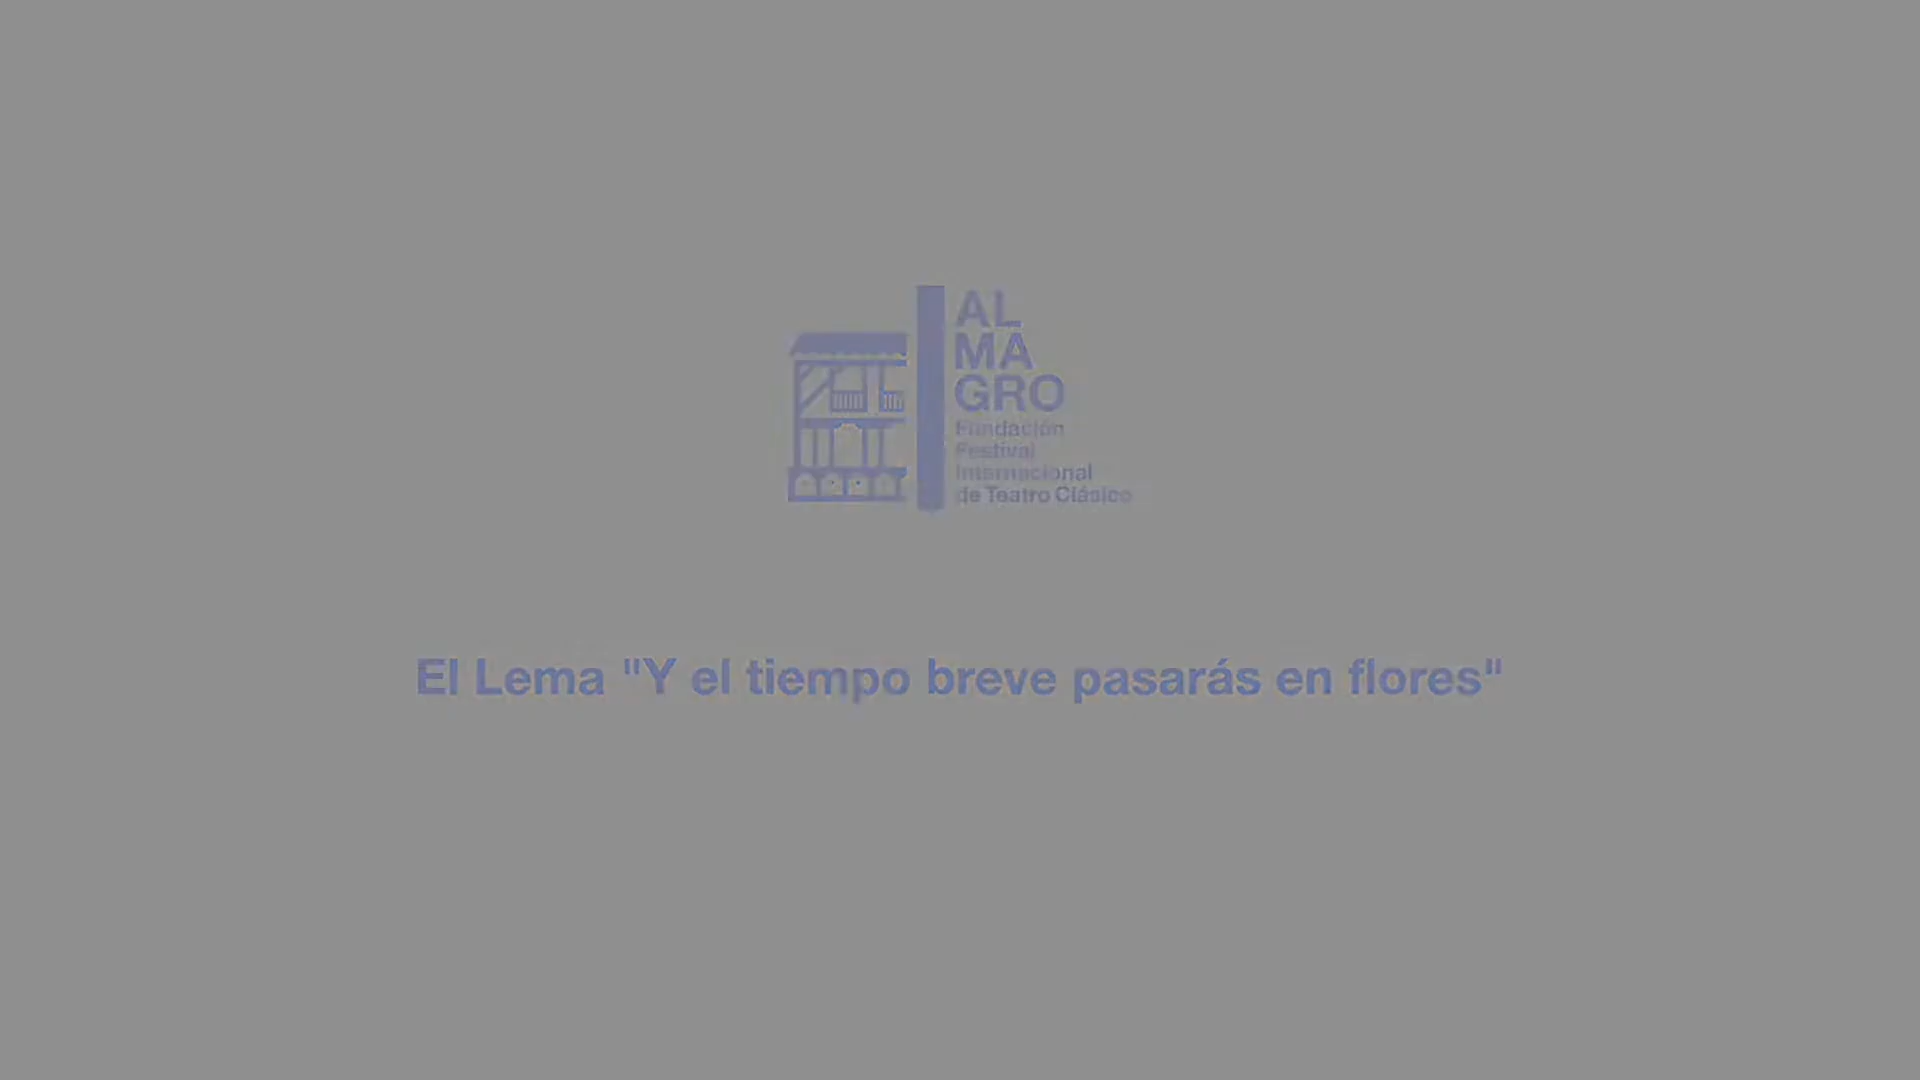 AL
MA
GRO
Fundación
Festival
Internacional
de Teatro Clásico
El Lema "Y el tiempo breve pasarás en flores"